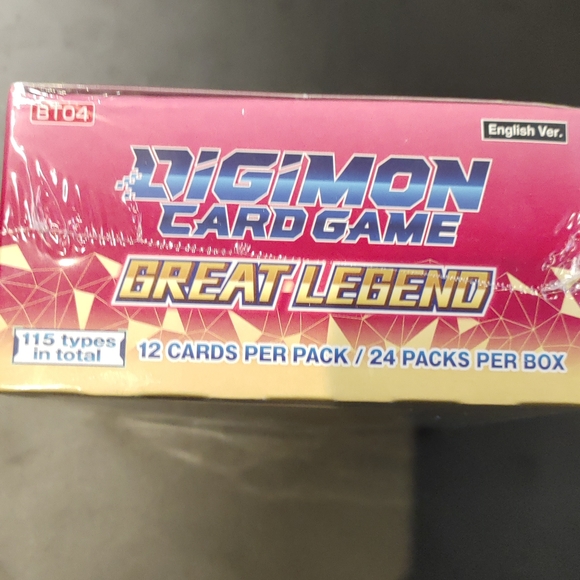 BT04
English Ver.
DIGIMON
CARD GAME
GREAT LEGEND
115 types
in total
12 CARDS PER PACK / 24 PACKS PER BOX